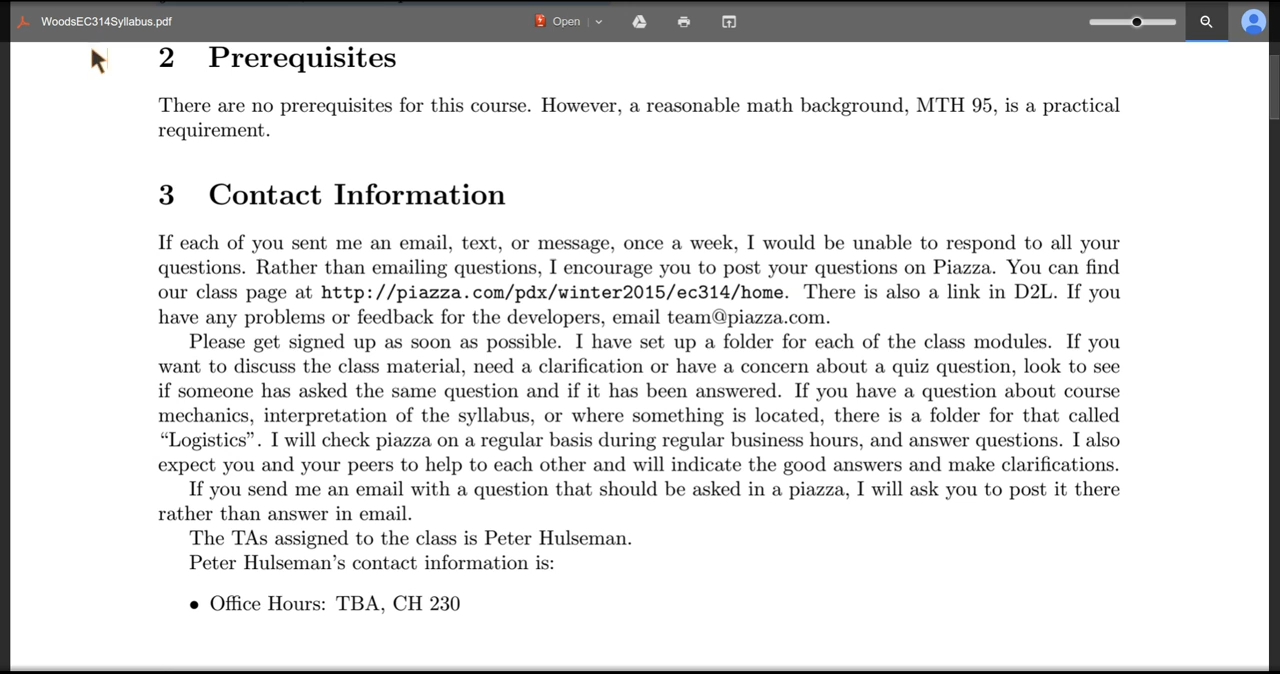 WoodsEC314Syllabus.pdf
Open
2 Prerequisites
There are no prerequisites for this course. However, a reasonable math background, MTH 95, is a practical
requirement.
3 Contact Information
If each of you sent me an email, text, or message, once a week, I would be unable to respond to all your
questions. Rather than emailing questions, I encourage you to post your questions on Piazza. You can find
our class page at http://piazza.com/pdx/winter2015/ec314/home. There is also a link in D2L. If you
have any problems or feedback for the developers, email team@piazza.com.
Please get signed up as soon as possible. I have set up a folder for each of the class modules. If you
want to discuss the class material, need a clarification or have a concern about a quiz question, look to see
if someone has asked the same question and if it has been answered. If you have a question about course
mechanics, interpretation of the syllabus, or where something is located, there is a folder for that called
“Logistics”. I will check piazza on a regular basis during regular business hours, and answer questions. I also
expect you and your peers to help to each other and will indicate the good answers and make clarifications.
If you send me an email with a question that should be asked in a piazza, I will ask you to post it there
rather than answer in email.
The TAs assigned to the class is Peter Hulseman.
Peter Hulseman’s contact information is:
• Office Hours: TBA, CH 230